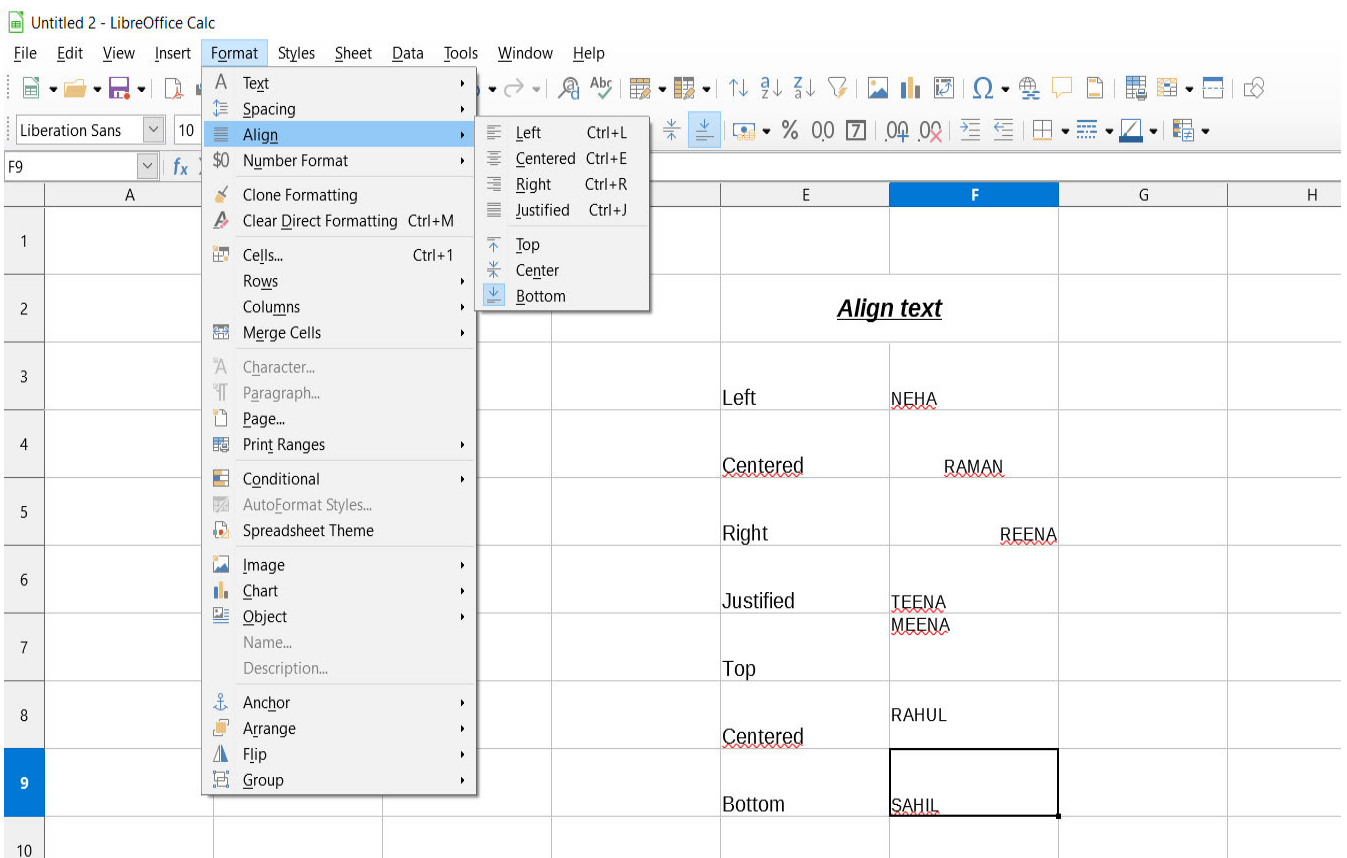 Untitled 2 - LibreOffice Calc
File Edit View Insert Format Styles Sheet Data Tools Window Help
Liberation Sans 10
F9
Text
Spacing
Align
Number Format
Clone Formatting
Clear Direct Formatting Ctrl+M
Cells... Ctrl+1
Rows
Columns
Merge Cells
Character...
Paragraph...
Page...
Print Ranges
Conditional
AutoFormat Styles...
Spreadsheet Theme
Image
Chart
Object
Name...
Description...
Anchor
Arrange
Flip
Group
Left Ctrl+L
Centered Ctrl+E
Right Ctrl+R
Justified Ctrl+J
Top
Center
Bottom
A E F G H
1
2 Align text
3 Left NEHA
4 Centered RAMAN
5 Right REENA
6 Justified TEENA
7 Top MEENA
8 Centered RAHUL
9 Bottom SAHIL
10